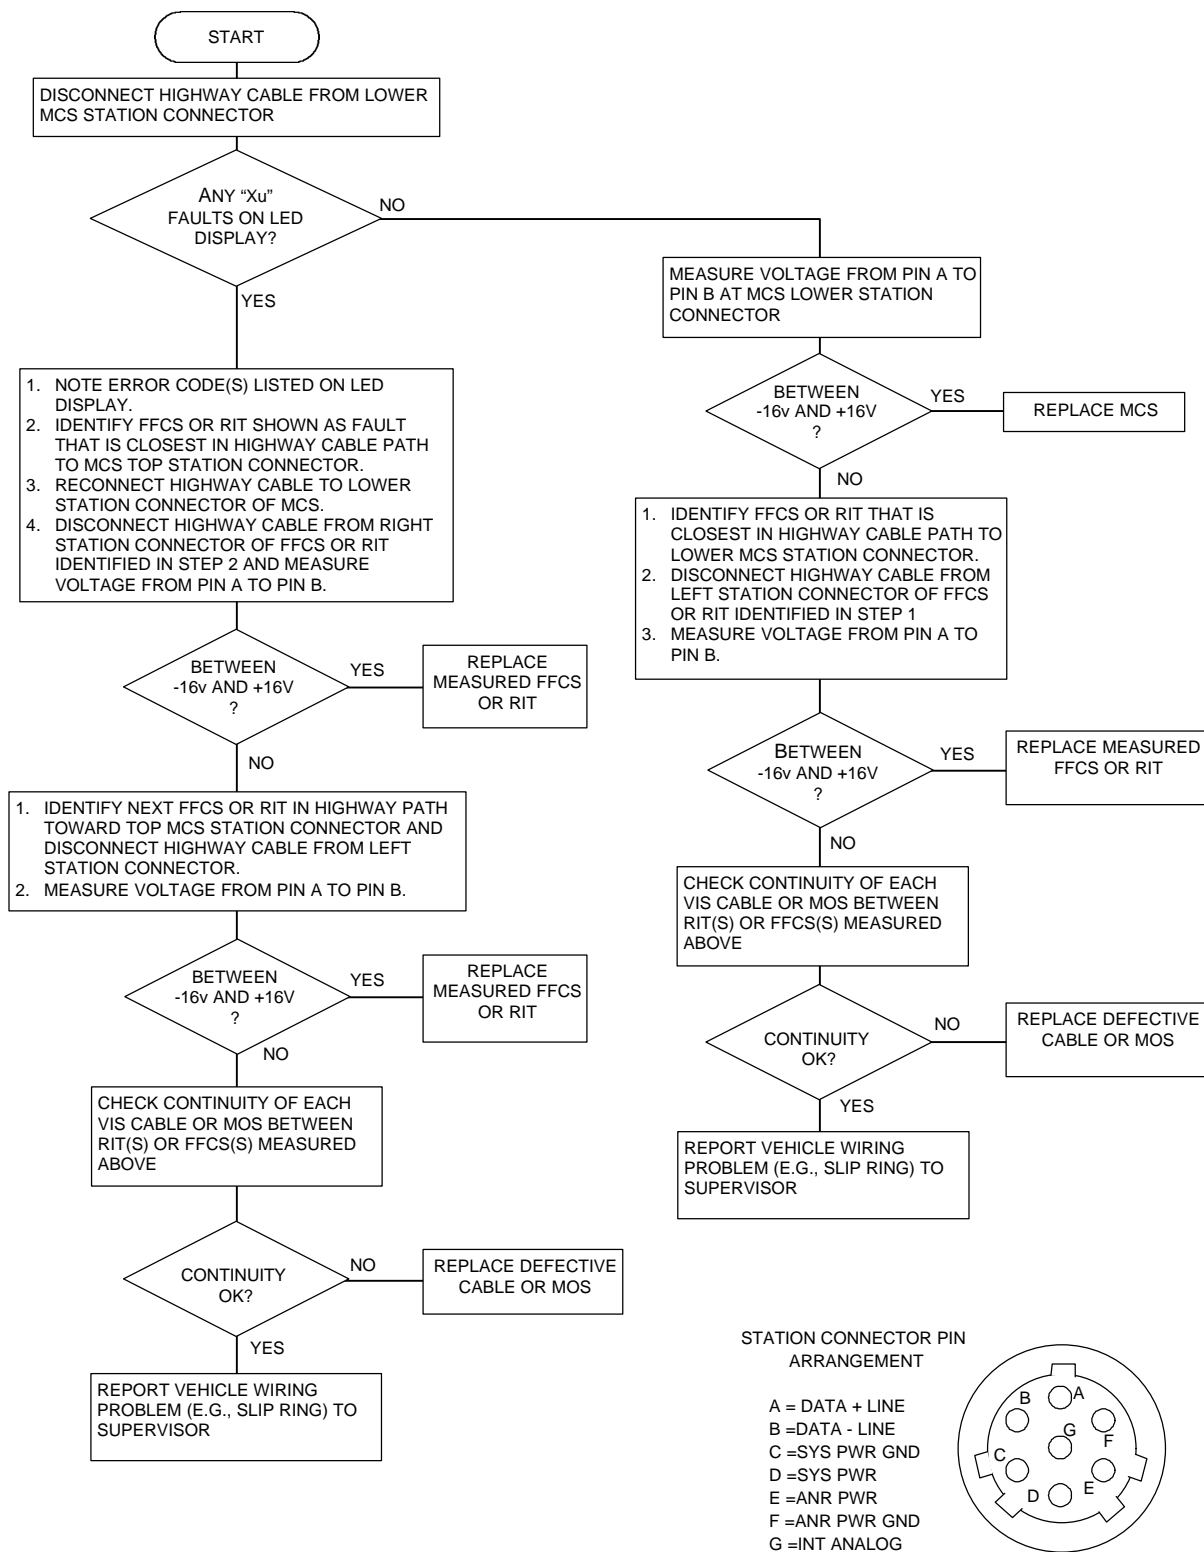 START
DISCONNECT HIGHWAY CABLE FROM LOWER
MCS STATION CONNECTOR
ANY “Xu”
FAULTS ON LED
DISPLAY?
NO
YES
1. NOTE ERROR CODE(S) LISTED ON LED
DISPLAY.
2. IDENTIFY FFCS OR RIT SHOWN AS FAULT
THAT IS CLOSEST IN HIGHWAY CABLE PATH
TO MCS TOP STATION CONNECTOR.
3. RECONNECT HIGHWAY CABLE TO LOWER
STATION CONNECTOR OF MCS.
4. DISCONNECT HIGHWAY CABLE FROM RIGHT
STATION CONNECTOR OF FFCS OR RIT
IDENTIFIED IN STEP 2 AND MEASURE
VOLTAGE FROM PIN A TO PIN B.
BETWEEN
-16v AND +16V
?
YES
REPLACE
MEASURED FFCS
OR RIT
NO
1. IDENTIFY NEXT FFCS OR RIT IN HIGHWAY PATH
TOWARD TOP MCS STATION CONNECTOR AND
DISCONNECT HIGHWAY CABLE FROM LEFT
STATION CONNECTOR.
2. MEASURE VOLTAGE FROM PIN A TO PIN B.
BETWEEN
-16v AND +16V
?
YES
REPLACE
MEASURED FFCS
OR RIT
NO
CHECK CONTINUITY OF EACH
VIS CABLE OR MOS BETWEEN
RIT(S) OR FFCS(S) MEASURED
ABOVE
CONTINUITY
OK?
NO
REPLACE DEFECTIVE
CABLE OR MOS
YES
REPORT VEHICLE WIRING
PROBLEM (E.G., SLIP RING) TO
SUPERVISOR
MEASURE VOLTAGE FROM PIN A TO
PIN B AT MCS LOWER STATION
CONNECTOR
BETWEEN
-16v AND +16V
?
YES
REPLACE MCS
NO
1. IDENTIFY FFCS OR RIT THAT IS
CLOSEST IN HIGHWAY CABLE PATH TO
LOWER MCS STATION CONNECTOR.
2. DISCONNECT HIGHWAY CABLE FROM
LEFT STATION CONNECTOR OF FFCS
OR RIT IDENTIFIED IN STEP 1
3. MEASURE VOLTAGE FROM PIN A TO
PIN B.
BETWEEN
-16v AND +16V
?
YES
REPLACE MEASURED
FFCS OR RIT
NO
CHECK CONTINUITY OF EACH
VIS CABLE OR MOS BETWEEN
RIT(S) OR FFCS(S) MEASURED
ABOVE
CONTINUITY
OK?
NO
REPLACE DEFECTIVE
CABLE OR MOS
YES
REPORT VEHICLE WIRING
PROBLEM (E.G., SLIP RING) TO
SUPERVISOR
STATION CONNECTOR PIN
ARRANGEMENT
A = DATA + LINE
B =DATA - LINE
C =SYS PWR GND
D =SYS PWR
E =ANR PWR
F =ANR PWR GND
G =INT ANALOG
B
A
G
F
C
E
D